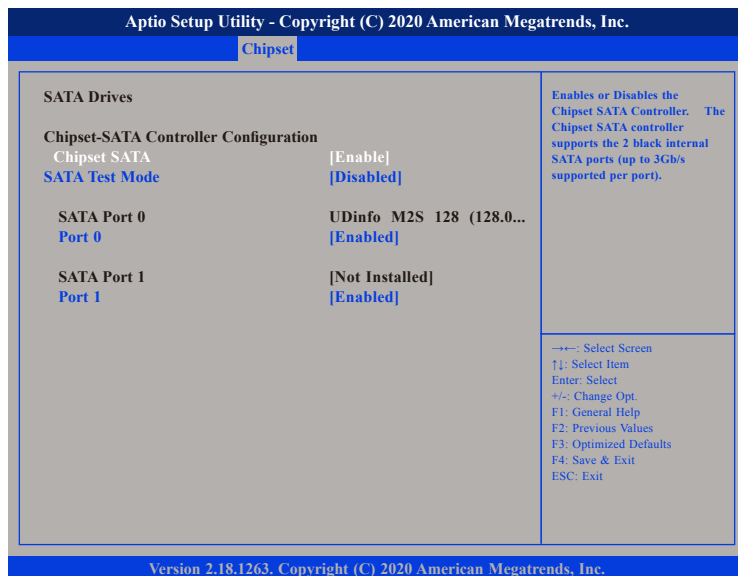 Aptio Setup Utility - Copyright (C) 2020 American Megatrends, Inc.
Chipset
SATA Drives
Chipset-SATA Controller Configuration
Chipset SATA [Enable]
SATA Test Mode [Disabled]
SATA Port 0 UDinfo M2S 128 (128.0...
Port 0 [Enabled]
SATA Port 1 [Not Installed]
Port 1 [Enabled]
Enables or Disables the
Chipset SATA Controller. The
Chipset SATA controller
supports the 2 black internal
SATA ports (up to 3Gb/s
supported per port).
→←: Select Screen
↑↓: Select Item
Enter: Select
+/-: Change Opt.
F1: General Help
F2: Previous Values
F3: Optimized Defaults
F4: Save & Exit
ESC: Exit
Version 2.18.1263. Copyright (C) 2020 American Megatrends, Inc.